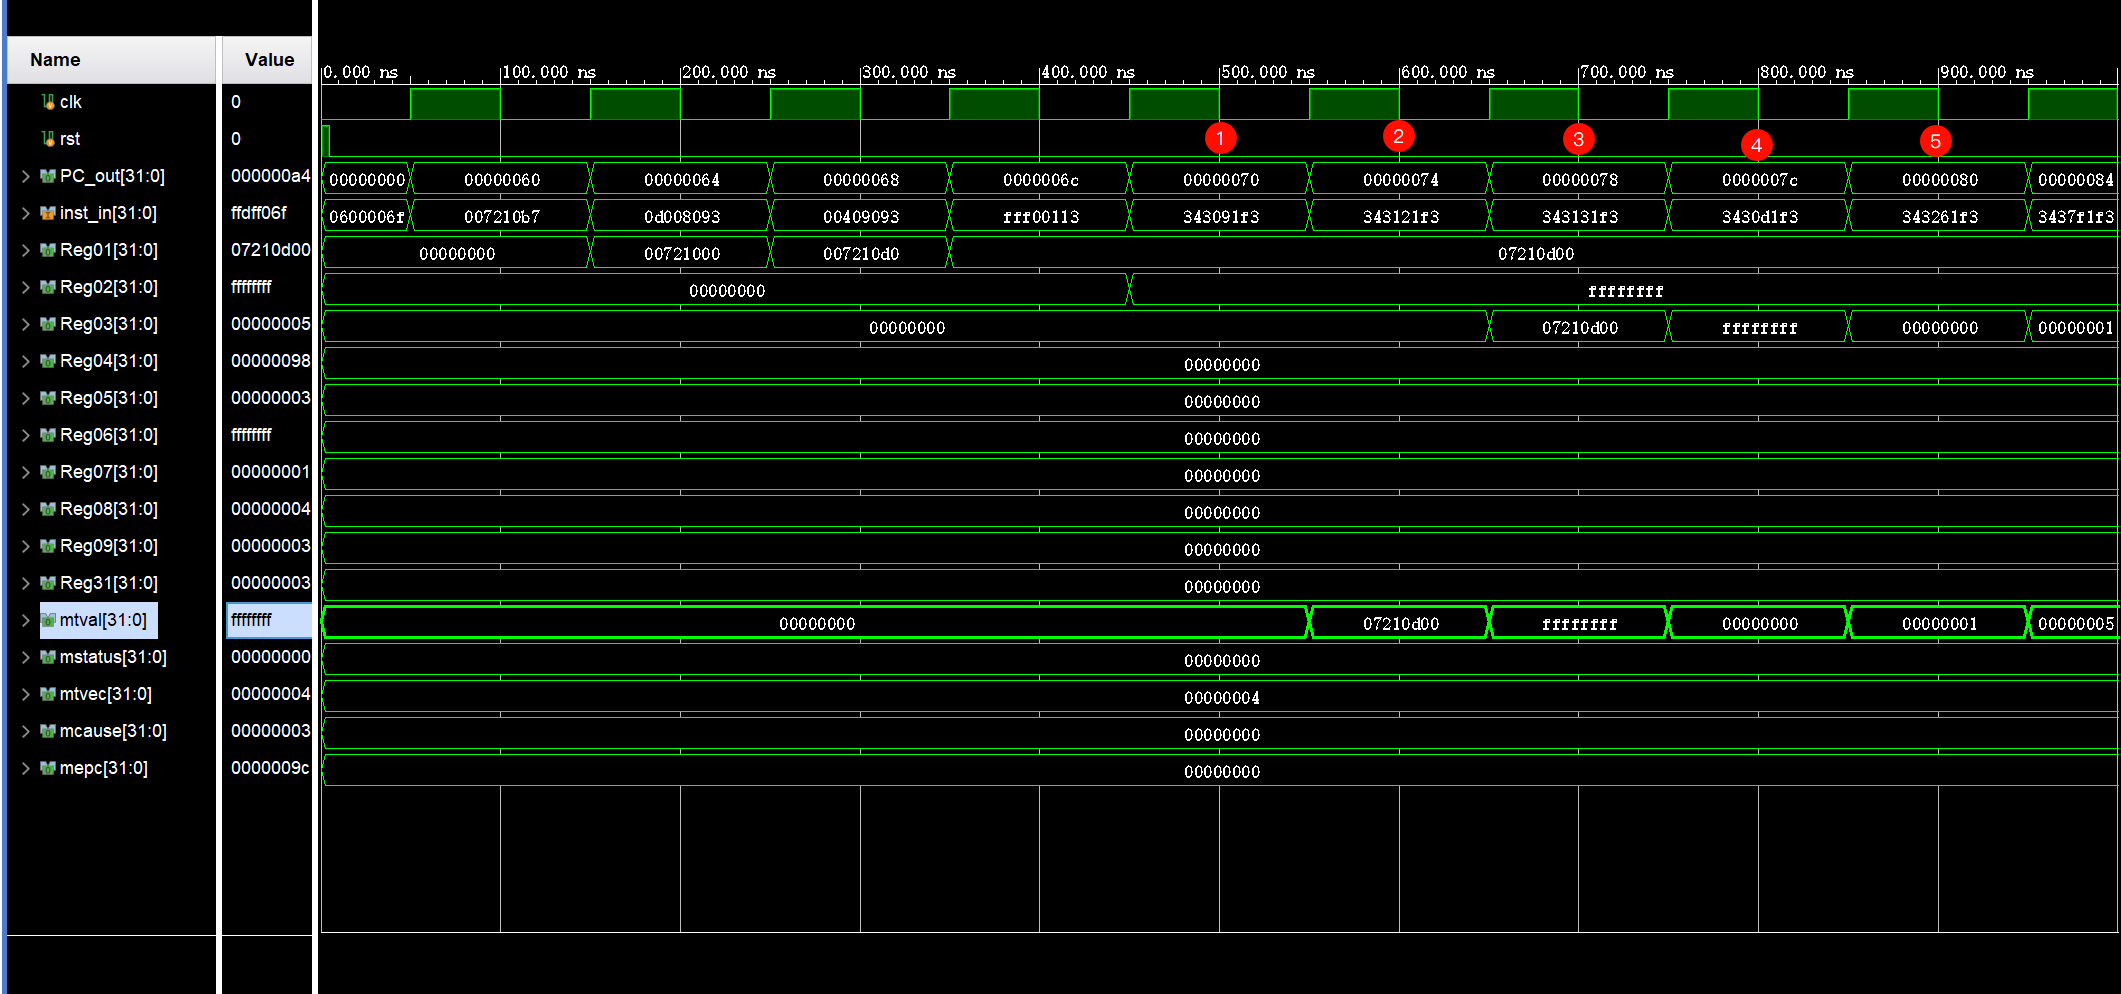 Name Value
0.000 ns 100.000 ns 200.000 ns 300.000 ns 400.000 ns 500.000 ns 600.000 ns 700.000 ns 800.000 ns 900.000 ns
clk 0
rst 0 1 2 3 4 5
PC_out[31:0] 000000a4 00000000 00000060 00000064 00000068 0000006c 00000070 00000074 00000078 0000007c 00000080 00000084
inst_in[31:0] ffdff06f 0600006f 007210b7 0d008093 00409093 fff00113 343091f3 343121f3 343131f3 3430d1f3 343261f3 3437f1f3
Reg01[31:0] 07210d00 00000000 00721000 007210d0 07210d00
Reg02[31:0] ffffffff 00000000 ffffffff
Reg03[31:0] 00000005 00000000 07210d00 ffffffff 00000000 00000001
Reg04[31:0] 00000098 00000000
Reg05[31:0] 00000003 00000000
Reg06[31:0] ffffffff 00000000
Reg07[31:0] 00000001 00000000
Reg08[31:0] 00000004 00000000
Reg09[31:0] 00000003 00000000
Reg31[31:0] 00000003 00000000
mtval[31:0] ffffffff 00000000 07210d00 ffffffff 00000000 00000001 00000005
mstatus[31:0] 00000000 00000000
mtvec[31:0] 00000004 00000004
mcause[31:0] 00000003 00000000
mepc[31:0] 0000009c 00000000